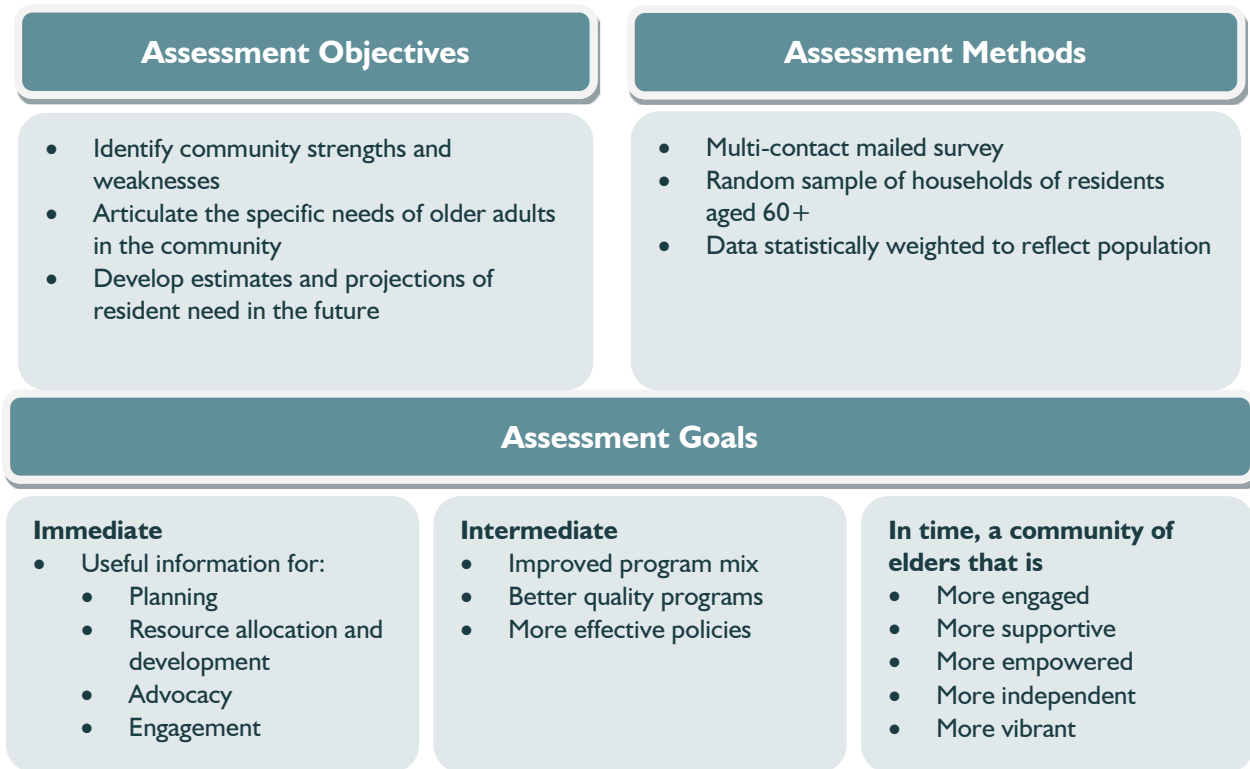 Assessment Objectives
• Identify community strengths and
weaknesses
• Articulate the specific needs of older adults
in the community
• Develop estimates and projections of
resident need in the future
Assessment Methods
• Multi-contact mailed survey
• Random sample of households of residents
aged 60+
• Data statistically weighted to reflect population
Assessment Goals
Immediate
• Useful information for:
• Planning
• Resource allocation and
development
• Advocacy
• Engagement
Intermediate
• Improved program mix
• Better quality programs
• More effective policies
In time, a community of
elders that is
• More engaged
• More supportive
• More empowered
• More independent
• More vibrant